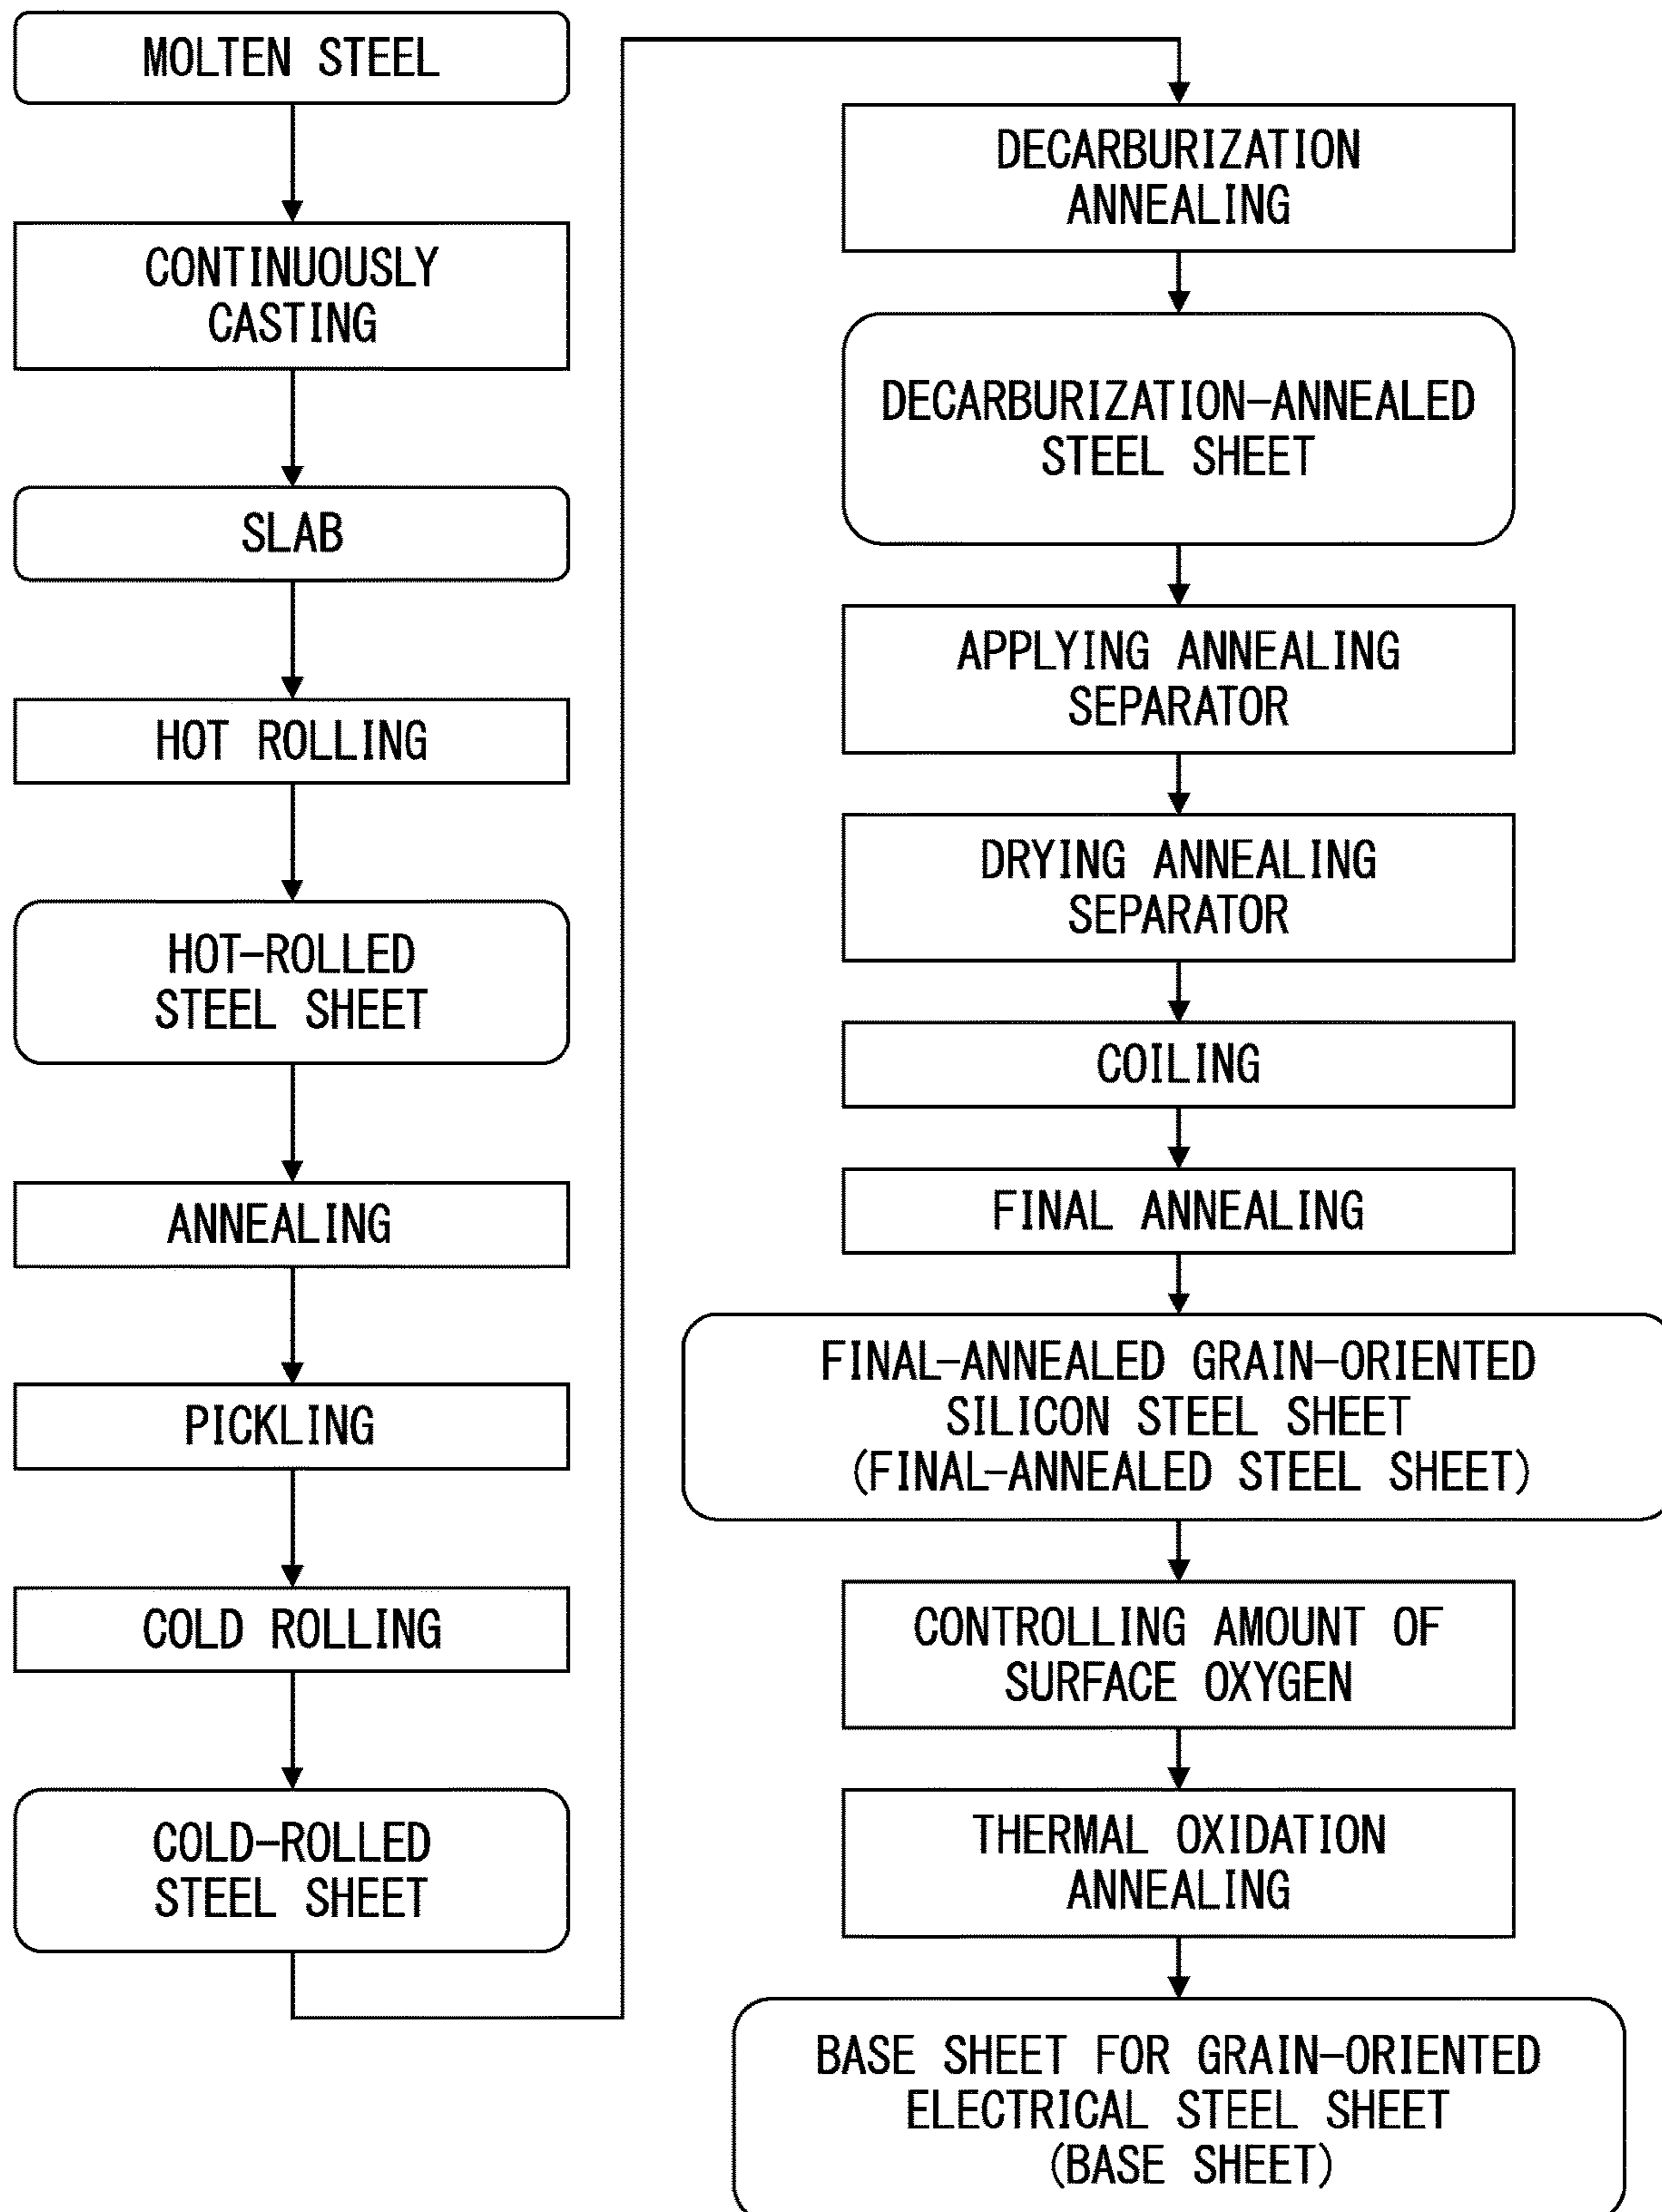 MOLTEN STEEL
CONTINUOUSLY
CASTING
SLAB
HOT ROLLING
HOT-ROLLED
STEEL SHEET
ANNEALING
PICKLING
COLD ROLLING
COLD-ROLLED
STEEL SHEET
DECARBURIZATION
ANNEALING
DECARBURIZATION-ANNEALED
STEEL SHEET
APPLYING ANNEALING
SEPARATOR
DRYING ANNEALING
SEPARATOR
COILING
FINAL ANNEALING
FINAL-ANNEALED GRAIN-ORIENTED
SILICON STEEL SHEET
(FINAL-ANNEALED STEEL SHEET)
CONTROLLING AMOUNT OF
SURFACE OXYGEN
THERMAL OXIDATION
ANNEALING
BASE SHEET FOR GRAIN-ORIENTED
ELECTRICAL STEEL SHEET
(BASE SHEET)